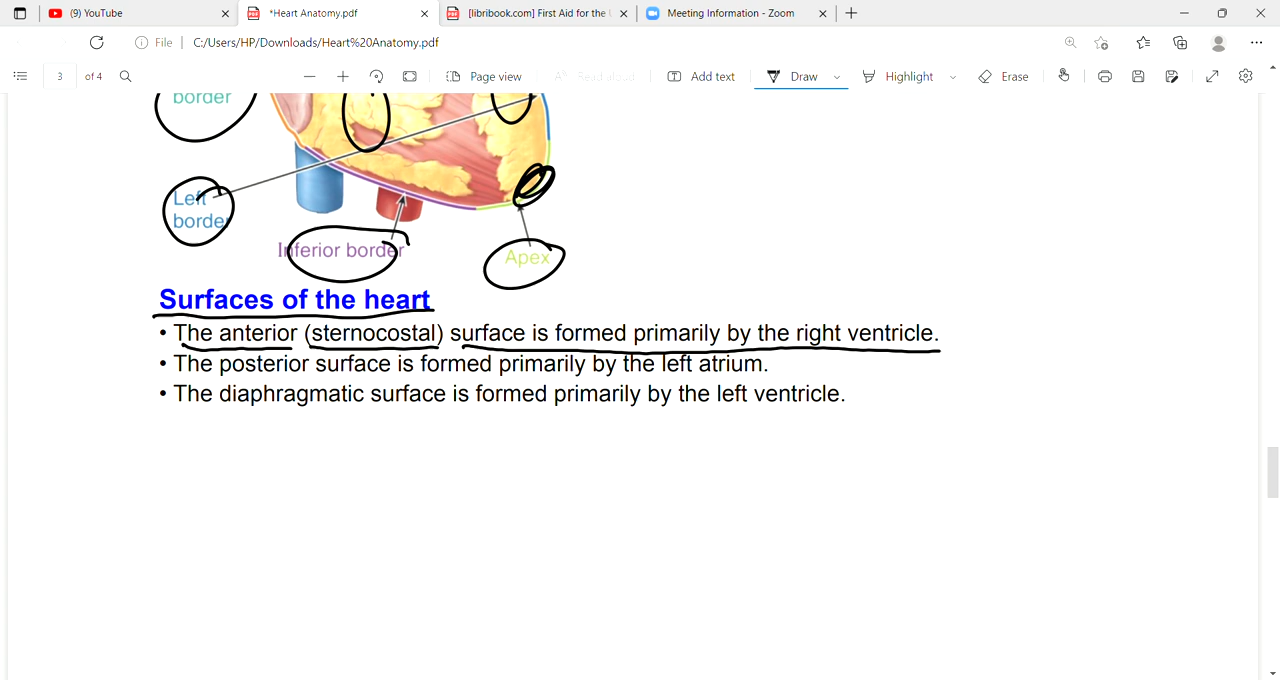 (9) YouTube
*Heart Anatomy.pdf
[libribook.com] First Aid for the
Meeting Information - Zoom
File
C:/Users/HP/Downloads/Heart%20Anatomy.pdf
3 of 4
Page view
Read aloud
Add text
Draw
Highlight
Erase
border
Left
border
Inferior border
Apex
Surfaces of the heart
• The anterior (sternocostal) surface is formed primarily by the right ventricle.
• The posterior surface is formed primarily by the left atrium.
• The diaphragmatic surface is formed primarily by the left ventricle.